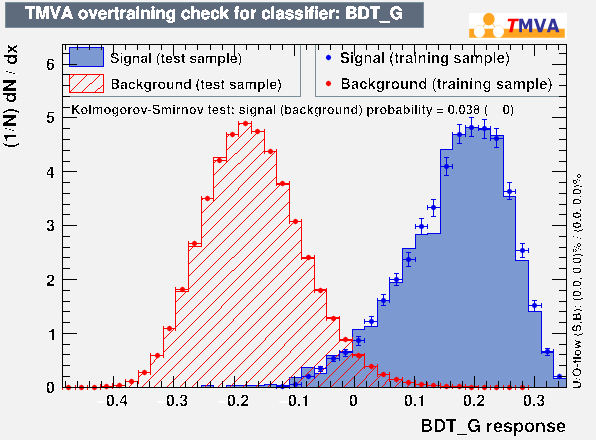 TMVA overtraining check for classifier: BDT_G
TMVA
Signal (test sample)
Background (test sample)
Signal (training sample)
Background (training sample)
Kolmogorov-Smirnov test: signal (background) probability = 0.038 ( 0)
(1/N) dN / dx
6
5
4
3
2
1
0
-0.4 -0.3 -0.2 -0.1 0 0.1 0.2 0.3
BDT_G response
U/O-flow (S,B): (0.0, 0.0)% / (0.0, 0.0)%